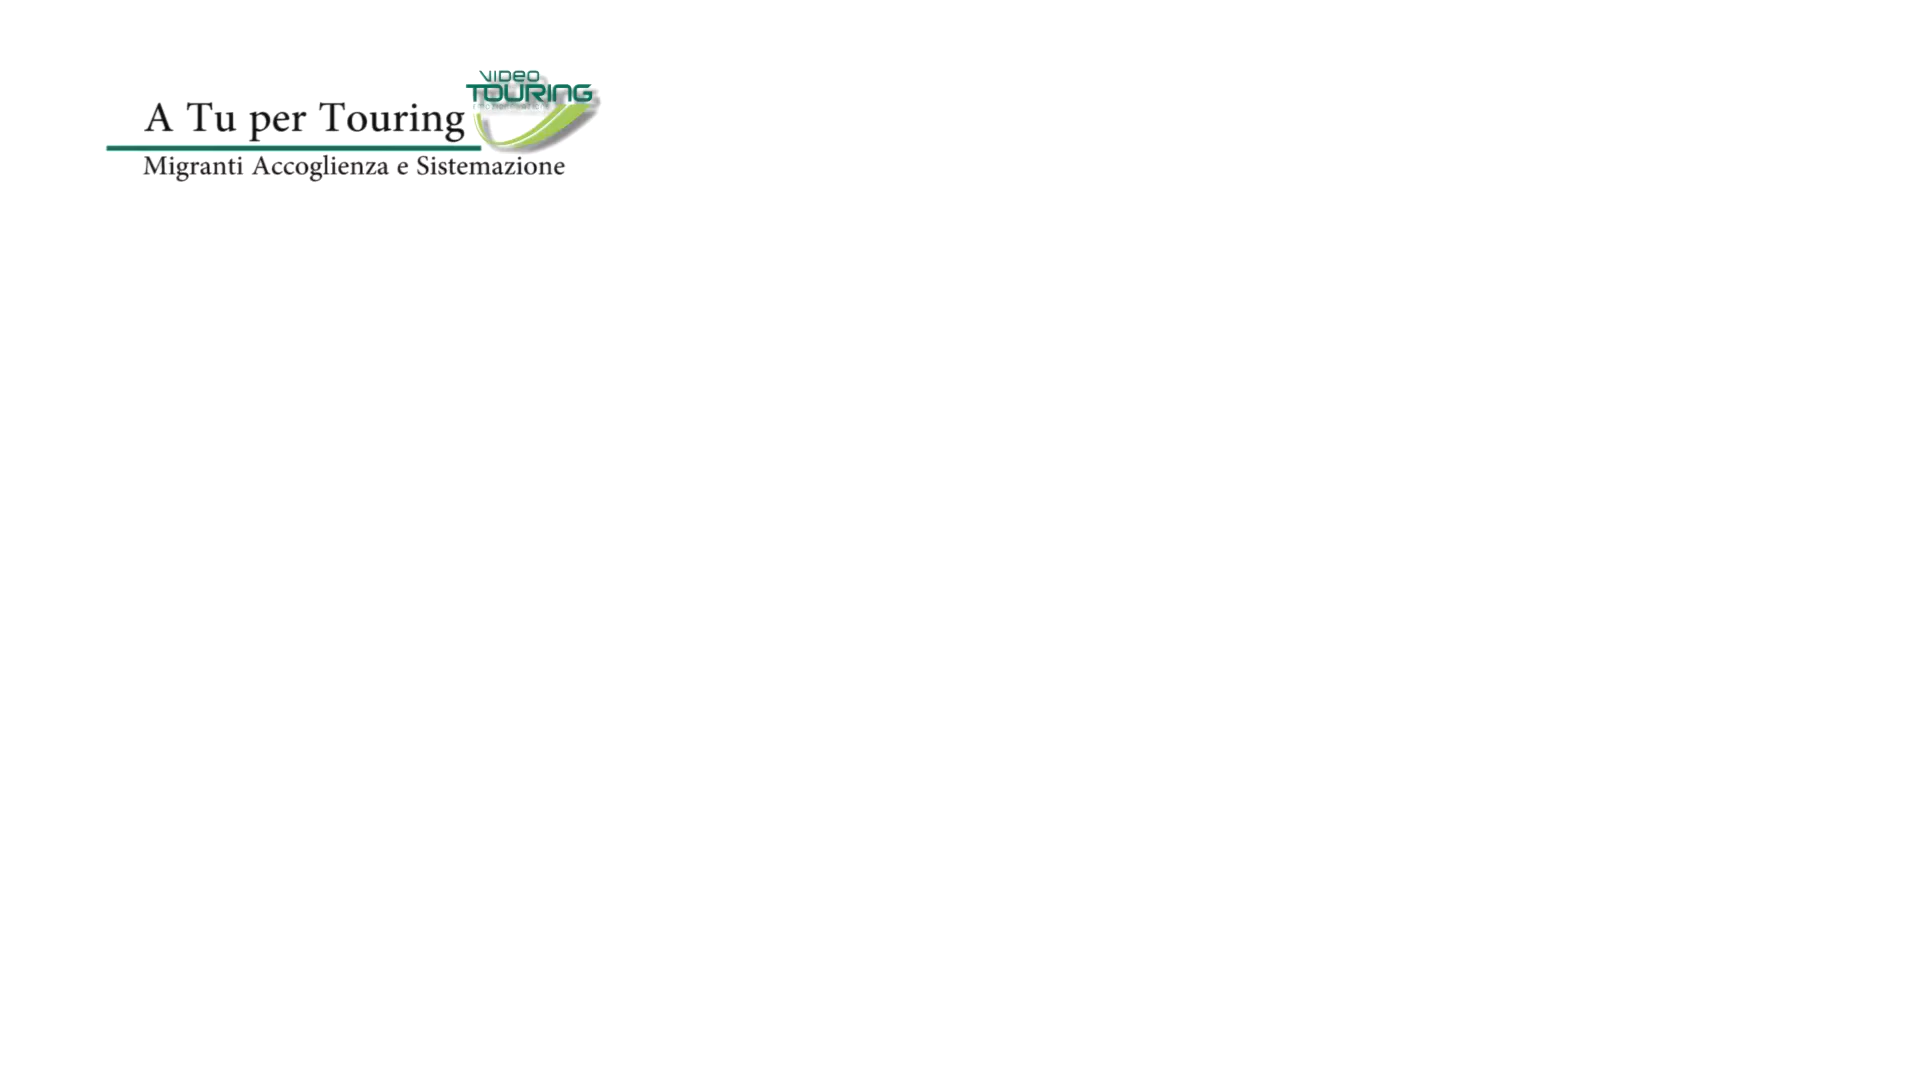 VIDEO
TOURING
A Tu per Touring
Migranti Accoglienza e Sistemazione